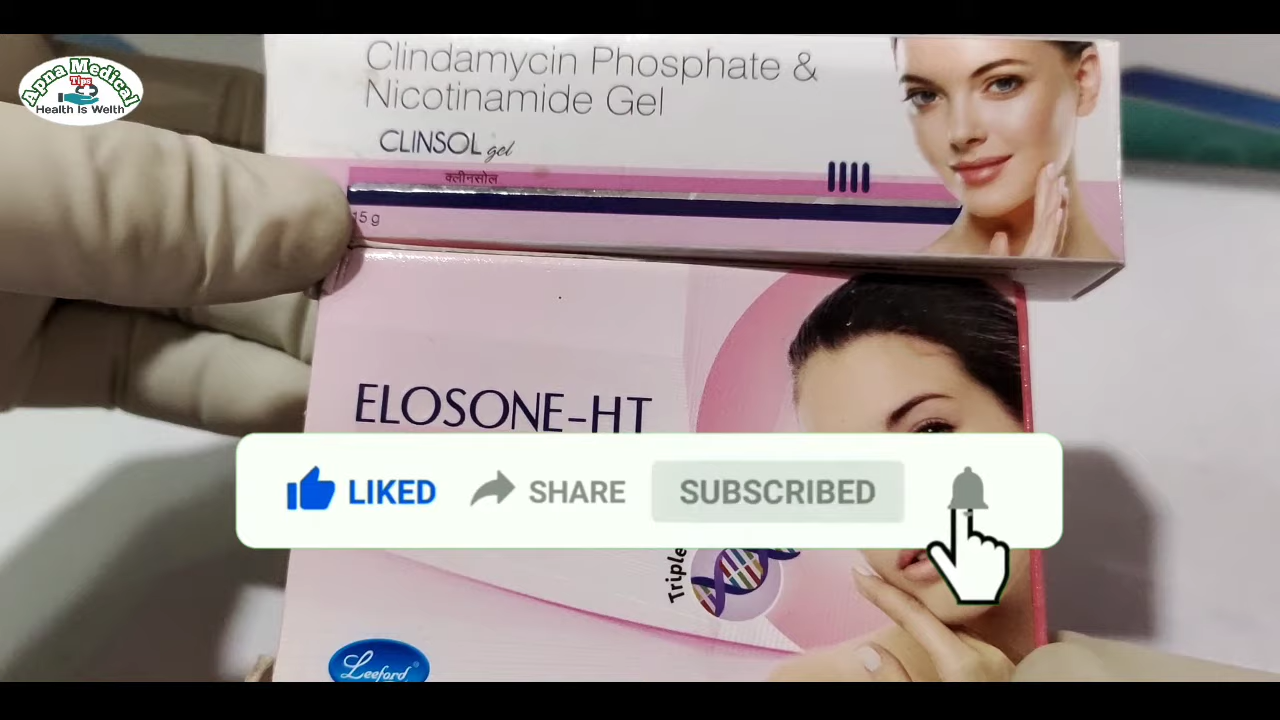 Apna Medical
Tips
Health Is Welth
Clindamycin Phosphate &
Nicotinamide Gel
CLINSOL gel
क्लीनसोल
15 g
ELOSONE-HT
LIKED
SHARE
SUBSCRIBED
Triple
Leeford